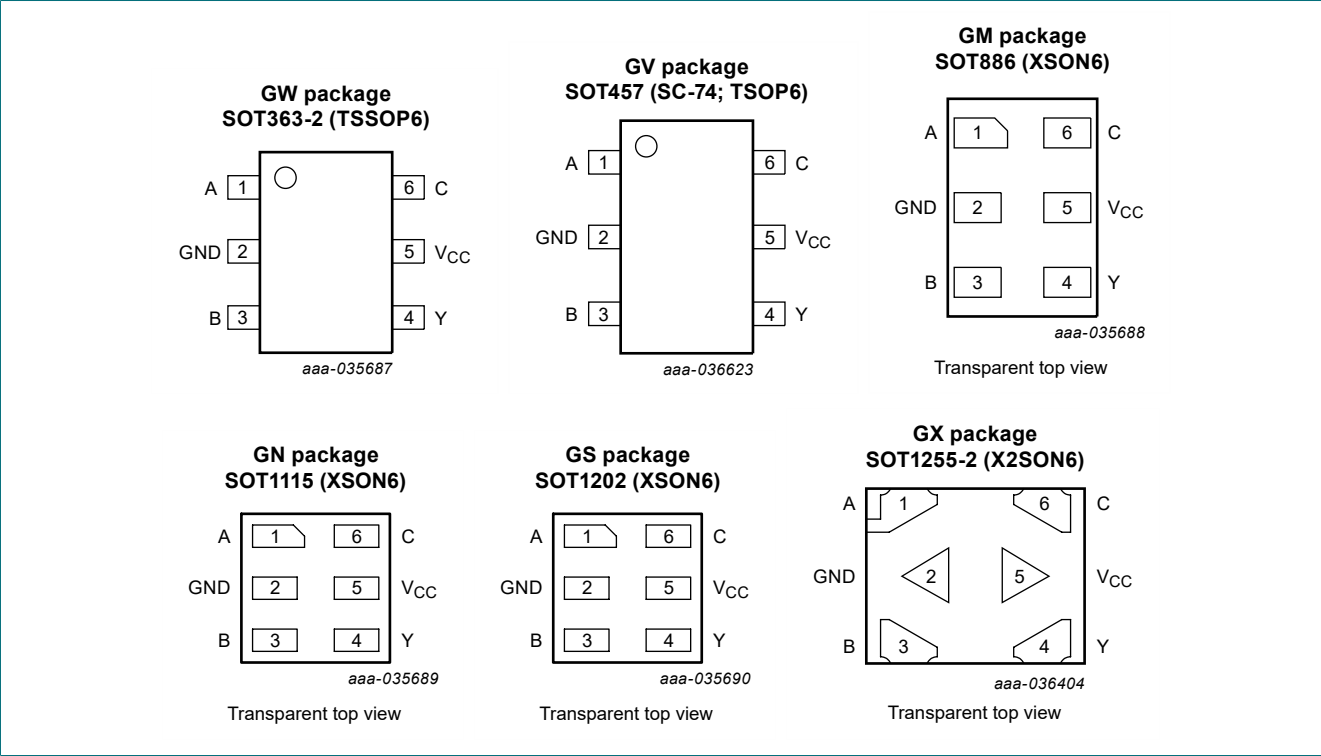 GW package
SOT363-2 (TSSOP6)
A 1 6 C
GND 2 5 VCC
B 3 4 Y
aaa-035687
GV package
SOT457 (SC-74; TSOP6)
A 1 6 C
GND 2 5 VCC
B 3 4 Y
aaa-036623
GM package
SOT886 (XSON6)
A 1 6 C
GND 2 5 VCC
B 3 4 Y
aaa-035688
Transparent top view
GN package
SOT1115 (XSON6)
A 1 6 C
GND 2 5 VCC
B 3 4 Y
aaa-035689
Transparent top view
GS package
SOT1202 (XSON6)
A 1 6 C
GND 2 5 VCC
B 3 4 Y
aaa-035690
Transparent top view
GX package
SOT1255-2 (X2SON6)
A 1 6 C
GND 2 5 VCC
B 3 4 Y
aaa-036404
Transparent top view